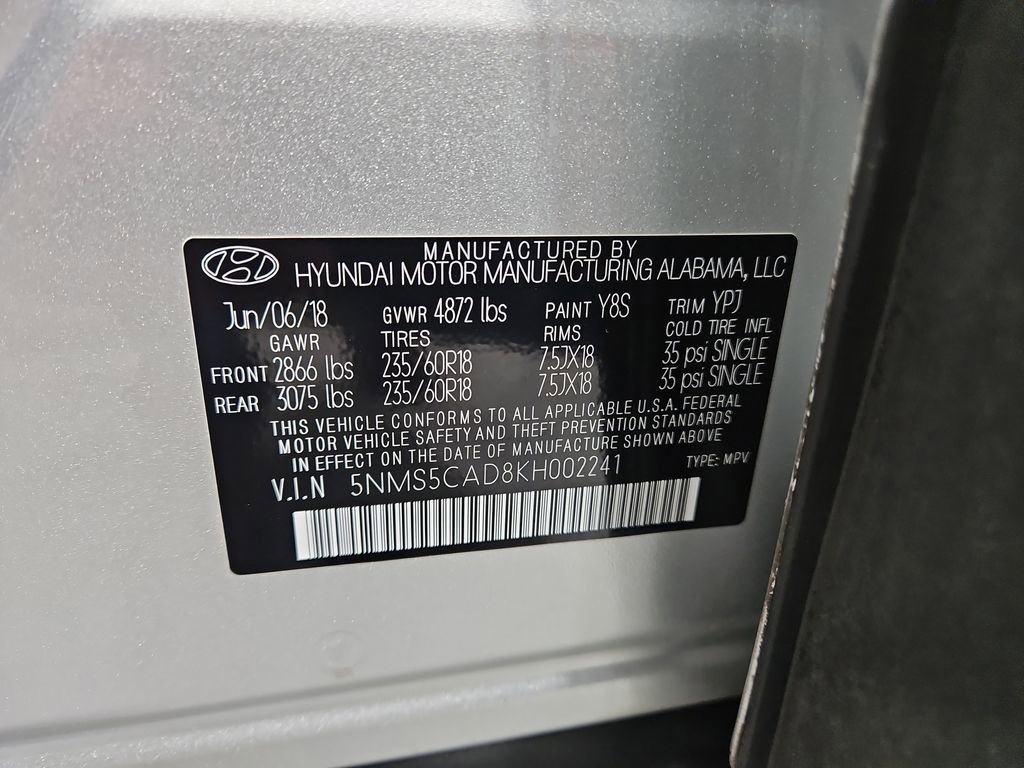 MANUFACTURED BY
HYUNDAI MOTOR MANUFACTURING ALABAMA, LLC
Jun/06/18 GVWR 4872 lbs PAINT Y8S TRIM YPJ
GAWR TIRES RIMS COLD TIRE INFL
FRONT 2866 lbs 235/60R18 7.5JX18 35 psi SINGLE
REAR 3075 lbs 235/60R18 7.5JX18 35 psi SINGLE
THIS VEHICLE CONFORMS TO ALL APPLICABLE U.S.A. FEDERAL
MOTOR VEHICLE SAFETY AND THEFT PREVENTION STANDARDS
IN EFFECT ON THE DATE OF MANUFACTURE SHOWN ABOVE
V.I.N 5NMS5CAD8KH002241 TYPE: MPV